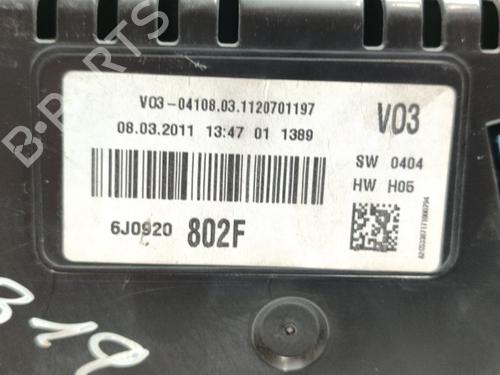 V03-04108.03.1120701197
08.03.2011 13:47 01 1389
V03
SW 0404
HW H05
6J0920 802F
B-PARTS